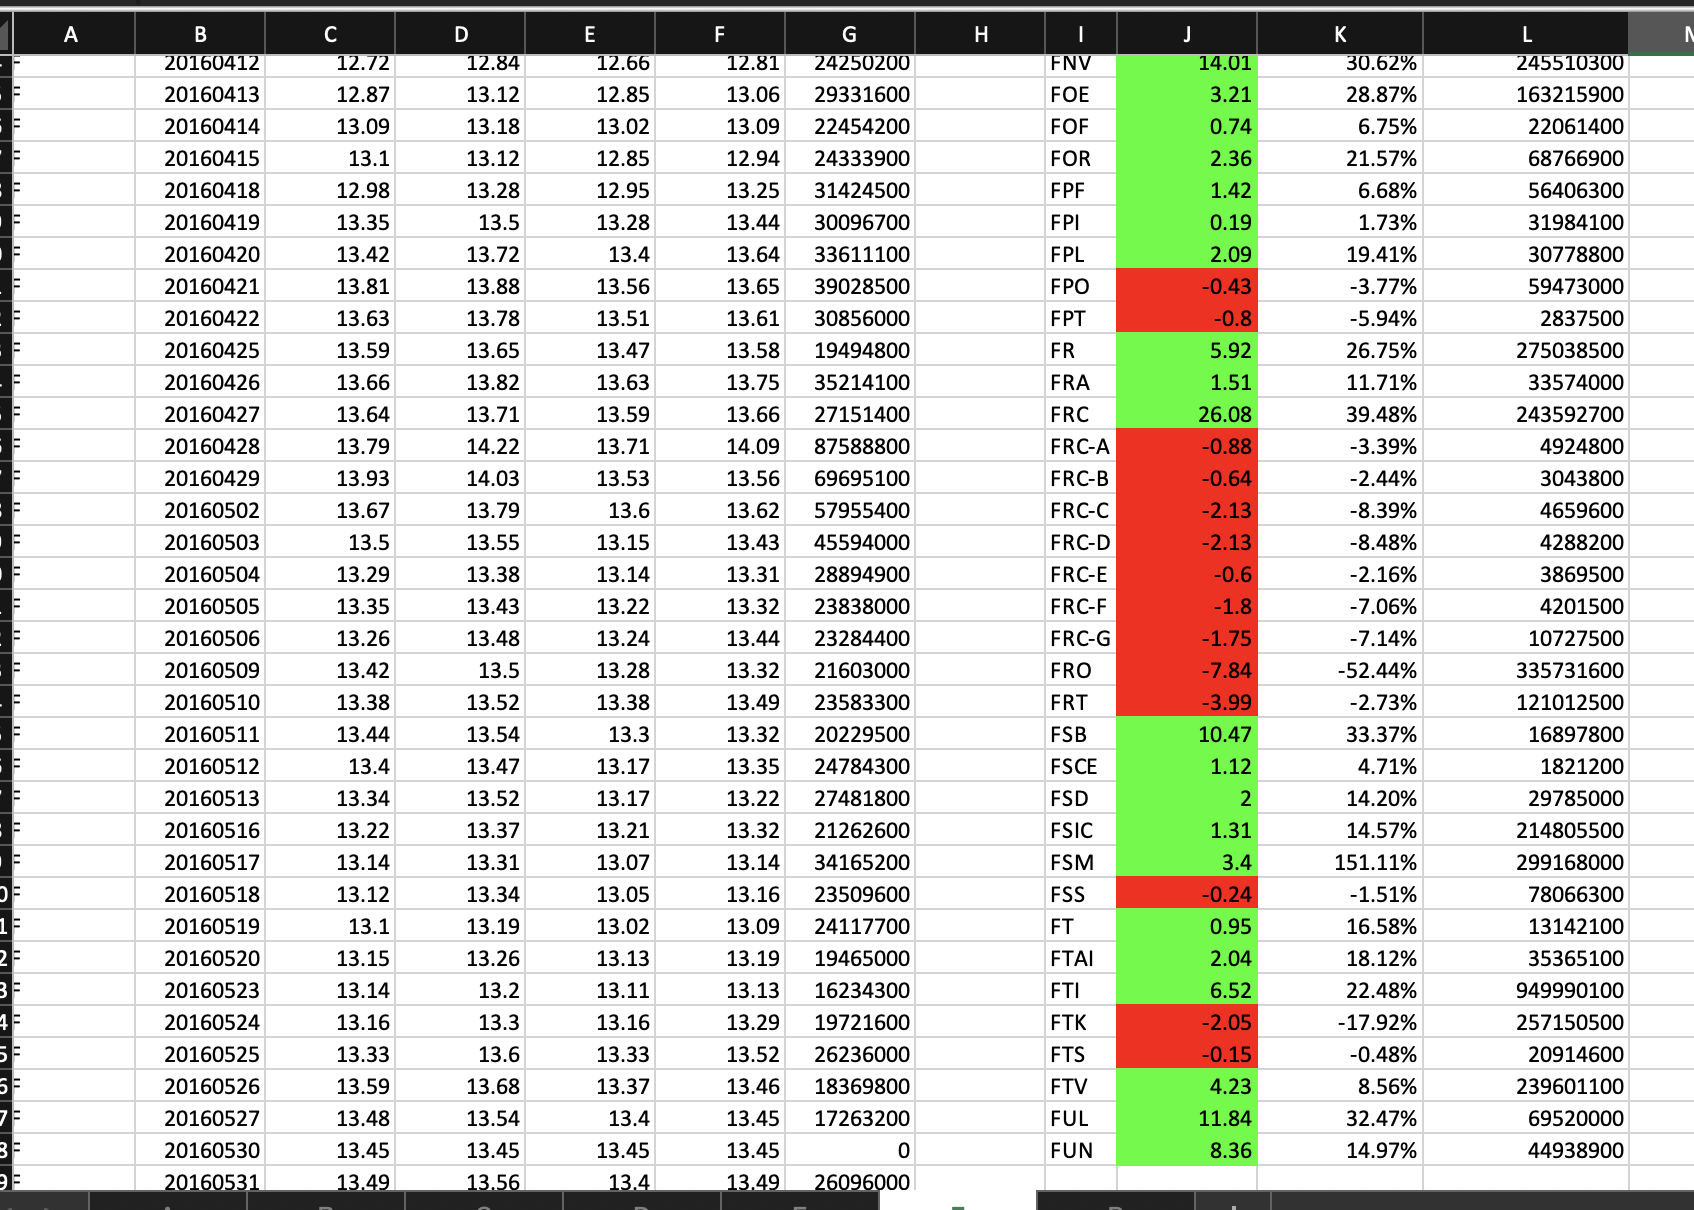 A B C D E F G H I J K L
F 20160412 12.72 12.84 12.66 12.81 24250200 FNV 14.01 30.62% 245510300
F 20160413 12.87 13.12 12.85 13.06 29331600 FOE 3.21 28.87% 163215900
F 20160414 13.09 13.18 13.02 13.09 22454200 FOF 0.74 6.75% 22061400
F 20160415 13.1 13.12 12.85 12.94 24333900 FOR 2.36 21.57% 68766900
F 20160418 12.98 13.28 12.95 13.25 31424500 FPF 1.42 6.68% 56406300
F 20160419 13.35 13.5 13.28 13.44 30096700 FPI 0.19 1.73% 31984100
F 20160420 13.42 13.72 13.4 13.64 33611100 FPL 2.09 19.41% 30778800
F 20160421 13.81 13.88 13.56 13.65 39028500 FPO -0.43 -3.77% 59473000
F 20160422 13.63 13.78 13.51 13.61 30856000 FPT -0.8 -5.94% 2837500
F 20160425 13.59 13.65 13.47 13.58 19494800 FR 5.92 26.75% 275038500
F 20160426 13.66 13.82 13.63 13.75 35214100 FRA 1.51 11.71% 33574000
F 20160427 13.64 13.71 13.59 13.66 27151400 FRC 26.08 39.48% 243592700
F 20160428 13.79 14.22 13.71 14.09 87588800 FRC-A -0.88 -3.39% 4924800
F 20160429 13.93 14.03 13.53 13.56 69695100 FRC-B -0.64 -2.44% 3043800
F 20160502 13.67 13.79 13.6 13.62 57955400 FRC-C -2.13 -8.39% 4659600
F 20160503 13.5 13.55 13.15 13.43 45594000 FRC-D -2.13 -8.48% 4288200
F 20160504 13.29 13.38 13.14 13.31 28894900 FRC-E -0.6 -2.16% 3869500
F 20160505 13.35 13.43 13.22 13.32 23838000 FRC-F -1.8 -7.06% 4201500
F 20160506 13.26 13.48 13.24 13.44 23284400 FRC-G -1.75 -7.14% 10727500
F 20160509 13.42 13.5 13.28 13.32 21603000 FRO -7.84 -52.44% 335731600
F 20160510 13.38 13.52 13.38 13.49 23583300 FRT -3.99 -2.73% 121012500
F 20160511 13.44 13.54 13.3 13.32 20229500 FSB 10.47 33.37% 16897800
F 20160512 13.4 13.47 13.17 13.35 24784300 FSCE 1.12 4.71% 1821200
F 20160513 13.34 13.52 13.17 13.22 27481800 FSD 2 14.20% 29785000
F 20160516 13.22 13.37 13.21 13.32 21262600 FSIC 1.31 14.57% 214805500
F 20160517 13.14 13.31 13.07 13.14 34165200 FSM 3.4 151.11% 299168000
F 20160518 13.12 13.34 13.05 13.16 23509600 FSS -0.24 -1.51% 78066300
F 20160519 13.1 13.19 13.02 13.09 24117700 FT 0.95 16.58% 13142100
F 20160520 13.15 13.26 13.13 13.19 19465000 FTAI 2.04 18.12% 35365100
F 20160523 13.14 13.2 13.11 13.13 16234300 FTI 6.52 22.48% 949990100
F 20160524 13.16 13.3 13.16 13.29 19721600 FTK -2.05 -17.92% 257150500
F 20160525 13.33 13.6 13.33 13.52 26236000 FTS -0.15 -0.48% 20914600
F 20160526 13.59 13.68 13.37 13.46 18369800 FTV 4.23 8.56% 239601100
F 20160527 13.48 13.54 13.4 13.45 17263200 FUL 11.84 32.47% 69520000
F 20160530 13.45 13.45 13.45 13.45 0 FUN 8.36 14.97% 44938900
F 20160531 13.49 13.56 13.4 13.49 26096000